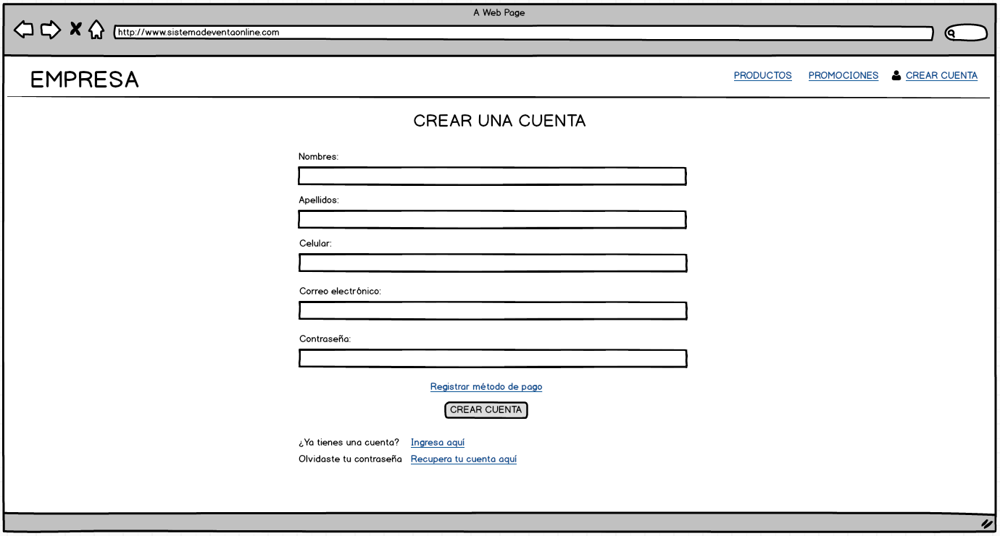 A Web Page
http://www.sistemadeventaonline.com
EMPRESA
PRODUCTOS PROMOCIONES CREAR CUENTA
CREAR UNA CUENTA
Nombres:
Apellidos:
Celular:
Correo electrónico:
Contraseña:
Registrar método de pago
CREAR CUENTA
¿Ya tienes una cuenta? Ingresa aquí
Olvidaste tu contraseña Recupera tu cuenta aquí